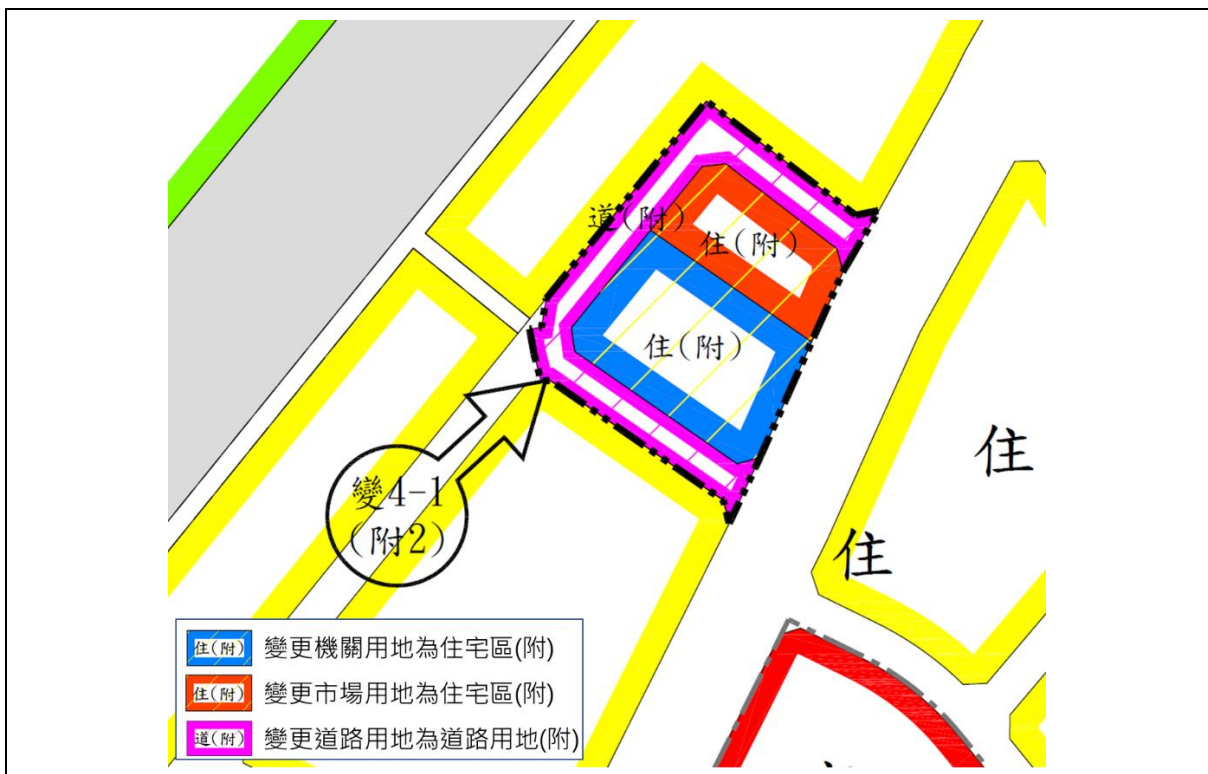 道(附)
住(附)
住(附)
住
住
變4-1
(附2)
住(附) 變更機關用地為住宅區(附)
住(附) 變更市場用地為住宅區(附)
道(附) 變更道路用地為道路用地(附)